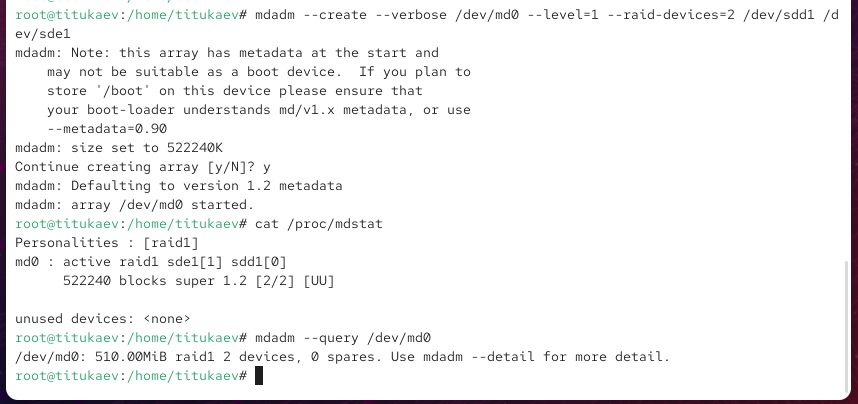 root@titukaev:/home/titukaev# mdadm --create --verbose /dev/md0 --level=1 --raid-devices=2 /dev/sdd1 /d
ev/sde1
mdadm: Note: this array has metadata at the start and
    may not be suitable as a boot device.  If you plan to
    store '/boot' on this device please ensure that
    your boot-loader understands md/v1.x metadata, or use
    --metadata=0.90
mdadm: size set to 522240K
Continue creating array [y/N]? y
mdadm: Defaulting to version 1.2 metadata
mdadm: array /dev/md0 started.
root@titukaev:/home/titukaev# cat /proc/mdstat
Personalities : [raid1]
md0 : active raid1 sde1[1] sdd1[0]
      522240 blocks super 1.2 [2/2] [UU]

unused devices: <none>
root@titukaev:/home/titukaev# mdadm --query /dev/md0
/dev/md0: 510.00MiB raid1 2 devices, 0 spares. Use mdadm --detail for more detail.
root@titukaev:/home/titukaev#